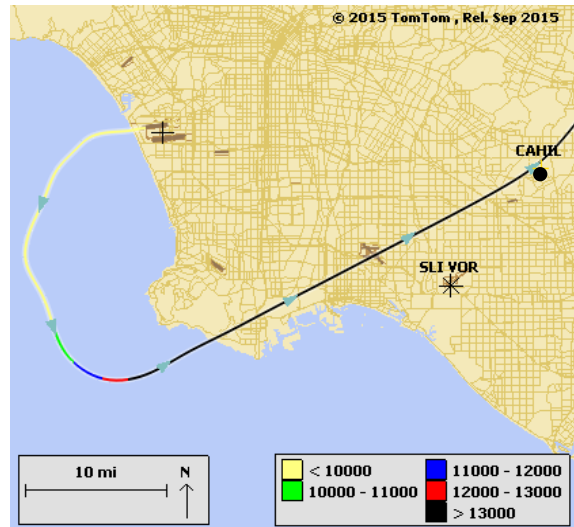 © 2015 TomTom , Rel. Sep 2015
CAHIL
SLI VOR
10 mi
N
< 10000
10000 - 11000
11000 - 12000
12000 - 13000
> 13000